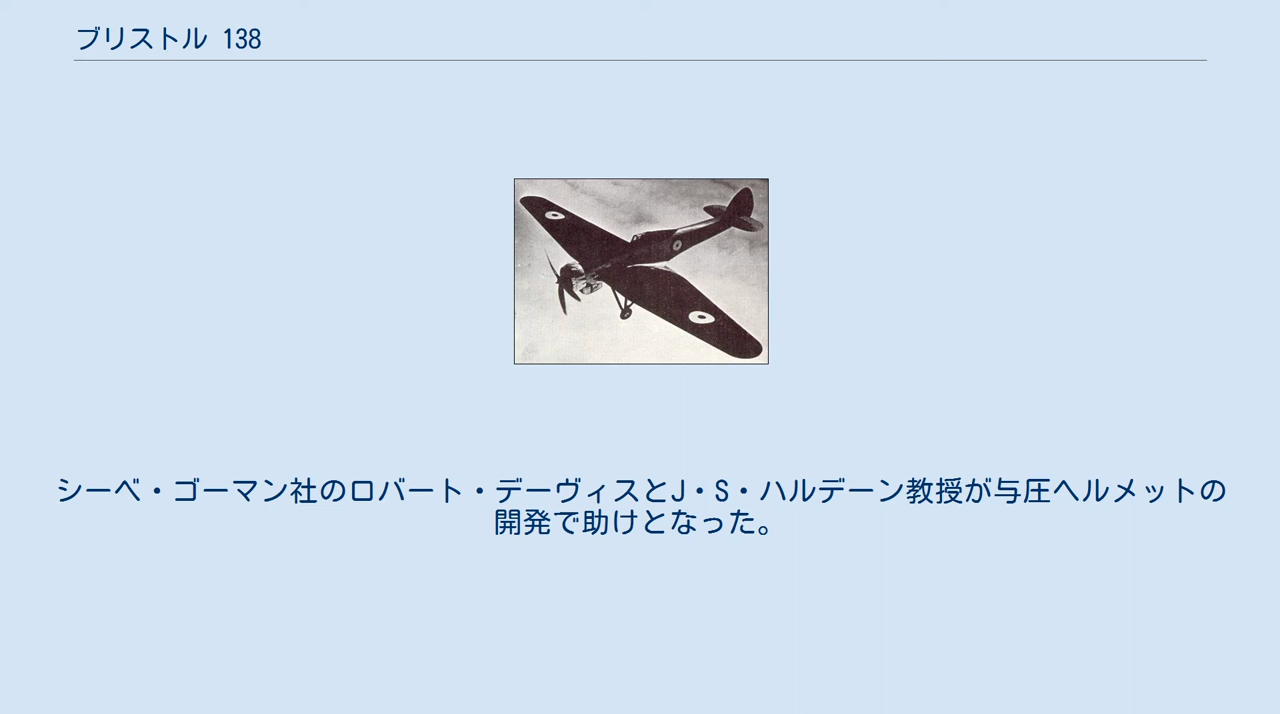 ブリストル 138
シーベ・ゴーマン社のロバート・デーヴィスとJ・S・ハルデーン教授が与圧ヘルメットの
開発で助けとなった。